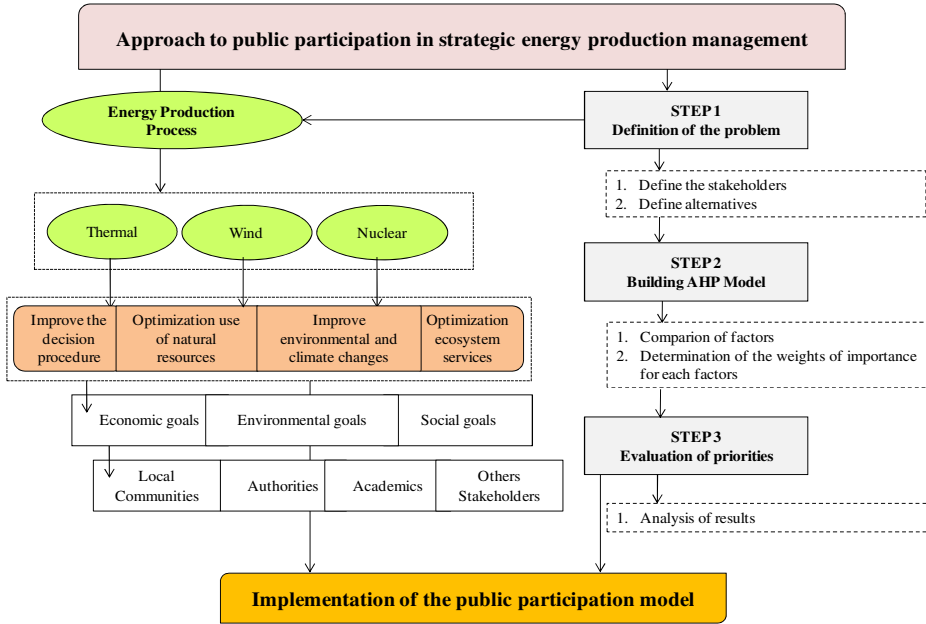 Approach to public participation in strategic energy production management
Energy Production
Process
STEP 1
Definition of the problem
1. Define the stakeholders
2. Define alternatives
Thermal
Wind
Nuclear
STEP 2
Building AHP Model
Improve the
decision
procedure
Optimization use
of natural
resources
Improve
environmental and
climate changes
Optimization
ecosystem
services
1. Comparion of factors
2. Determination of the weights of importance
for each factors
Economic goals
Environmental goals
Social goals
STEP 3
Evaluation of priorities
Local
Communities
Authorities
Academics
Others
Stakeholders
1. Analysis of results
Implementation of the public participation model